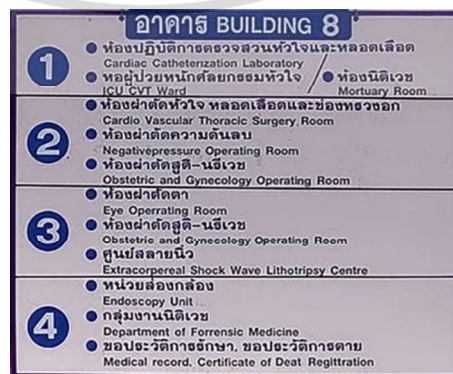 อาคาร BUILDING 8
1
ห้องปฏิบัติการตรวจสวนหัวใจและหลอดเลือด
Cardiac Catheterization Laboratory
หอผู้ป่วยหนักศัลยกรรมหัวใจ / ห้องนิติเวช
ICU CVT Ward Mortuary Room
2
ห้องผ่าตัดหัวใจ หลอดเลือดและช่องทรวงอก
Cardio Vascular Thoracic Surgery Room
ห้องผ่าตัดความดันลบ
Negativepressure Operating Room
ห้องผ่าตัดสูติ-นรีเวช
Obstetric and Gynecology Operating Room
3
ห้องผ่าตัดตา
Eye Operrating Room
ห้องผ่าตัดสูติ-นรีเวช
Obstetric and Gynecology Operating Room
ศูนย์สลายนิ่ว
Extracorpereal Shock Wave Lithotripsy Centre
4
หน่วยส่องกล้อง
Endoscopy Unit
กลุ่มงานนิติเวช
Department of Forrensic Medicine
ขอประวัติการรักษา, ขอประวัติการตาย
Medical record, Certificate of Deat Regittration